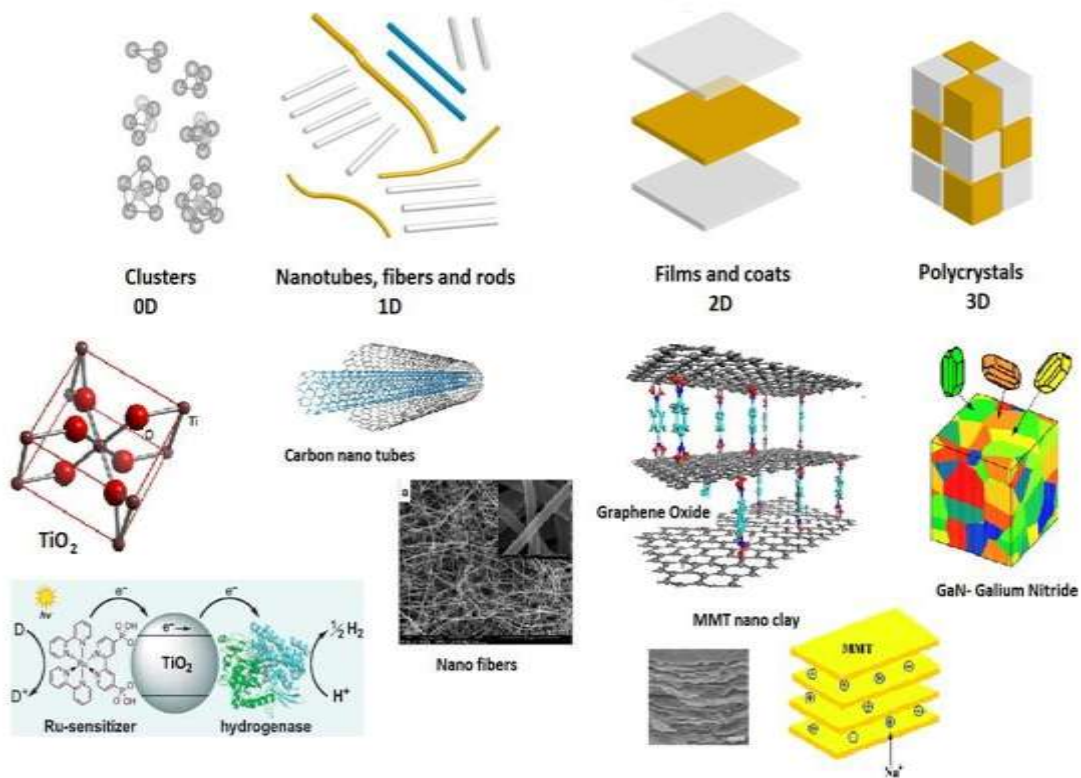 Clusters
0D
Nanotubes, fibers and rods
1D
Films and coats
2D
Polycrystals
3D
Ti
O
TiO₂
Carbon nano tubes
a
Nano fibers
Graphene Oxide
GaN- Galium Nitride
MMT nano clay
MMT
Na⁺
hν
e⁻
e⁻
e⁻
D
D⁺
TiO₂
½ H₂
H⁺
OH
OH
Ru-sensitizer
hydrogenase